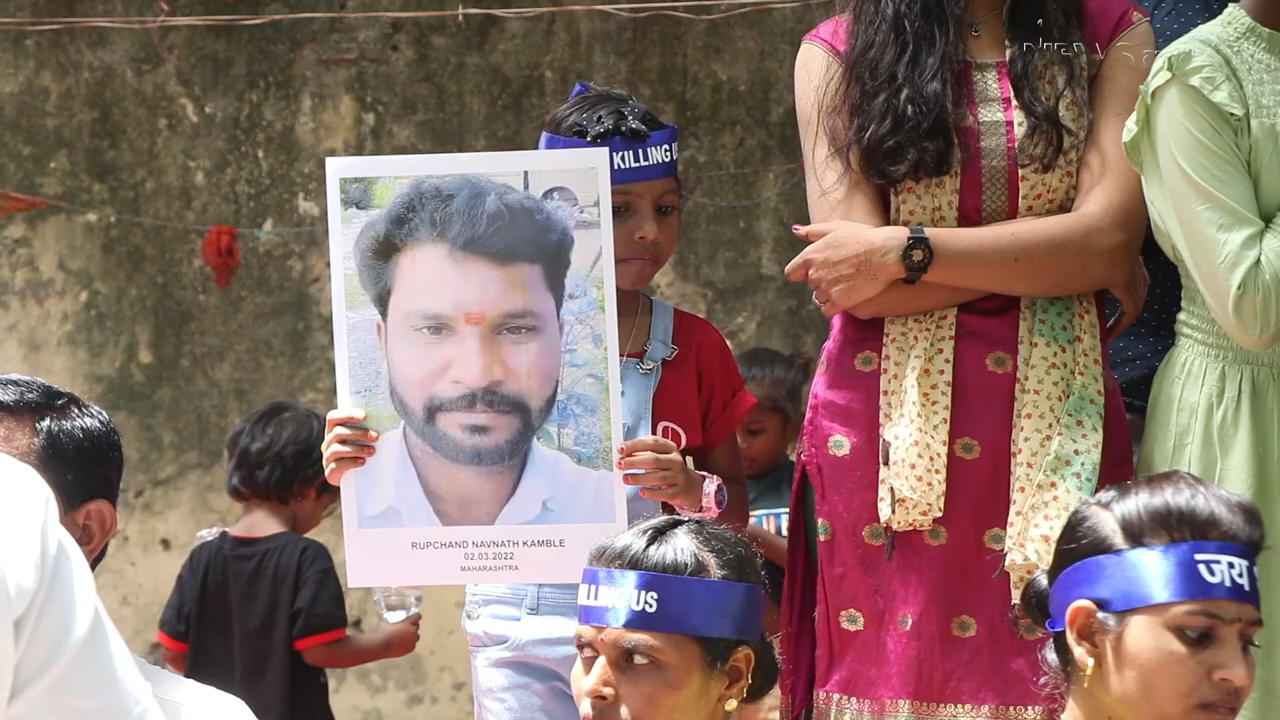 KILLING U
RUPCHAND NAVNATH KAMBLE
02.03.2022
MAHARASHTRA
ILLING US
जय